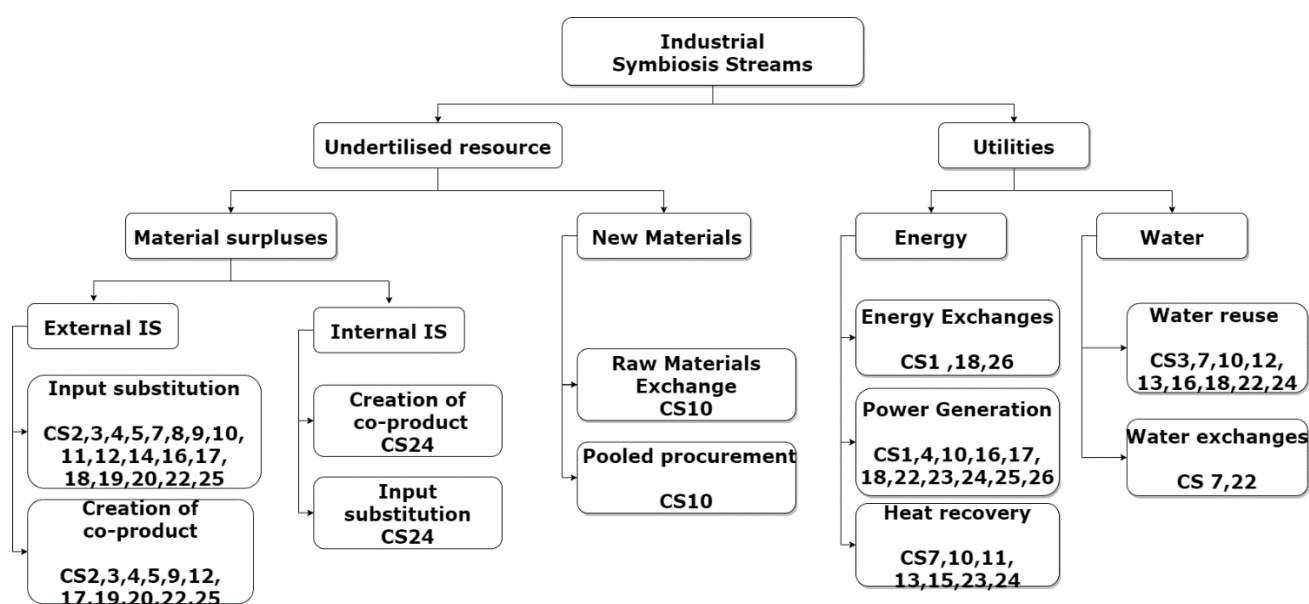 Industrial
Symbiosis Streams
Undertilised resource
Utilities
Material surpluses
New Materials
Energy
Water
External IS
Internal IS
Input substitution
CS2,3,4,5,7,8,9,10,
11,12,14,16,17,
18,19,20,22,25
Creation of
co-product
CS2,3,4,5,9,12,
17,19,20,22,25
Creation of
co-product
CS24
Input
substitution
CS24
Raw Materials
Exchange
CS10
Pooled procurement
CS10
Energy Exchanges
CS1 ,18,26
Power Generation
CS1,4,10,16,17,
18,22,23,24,25,26
Heat recovery
CS7,10,11,
13,15,23,24
Water reuse
CS3,7,10,12,
13,16,18,22,24
Water exchanges
CS 7,22